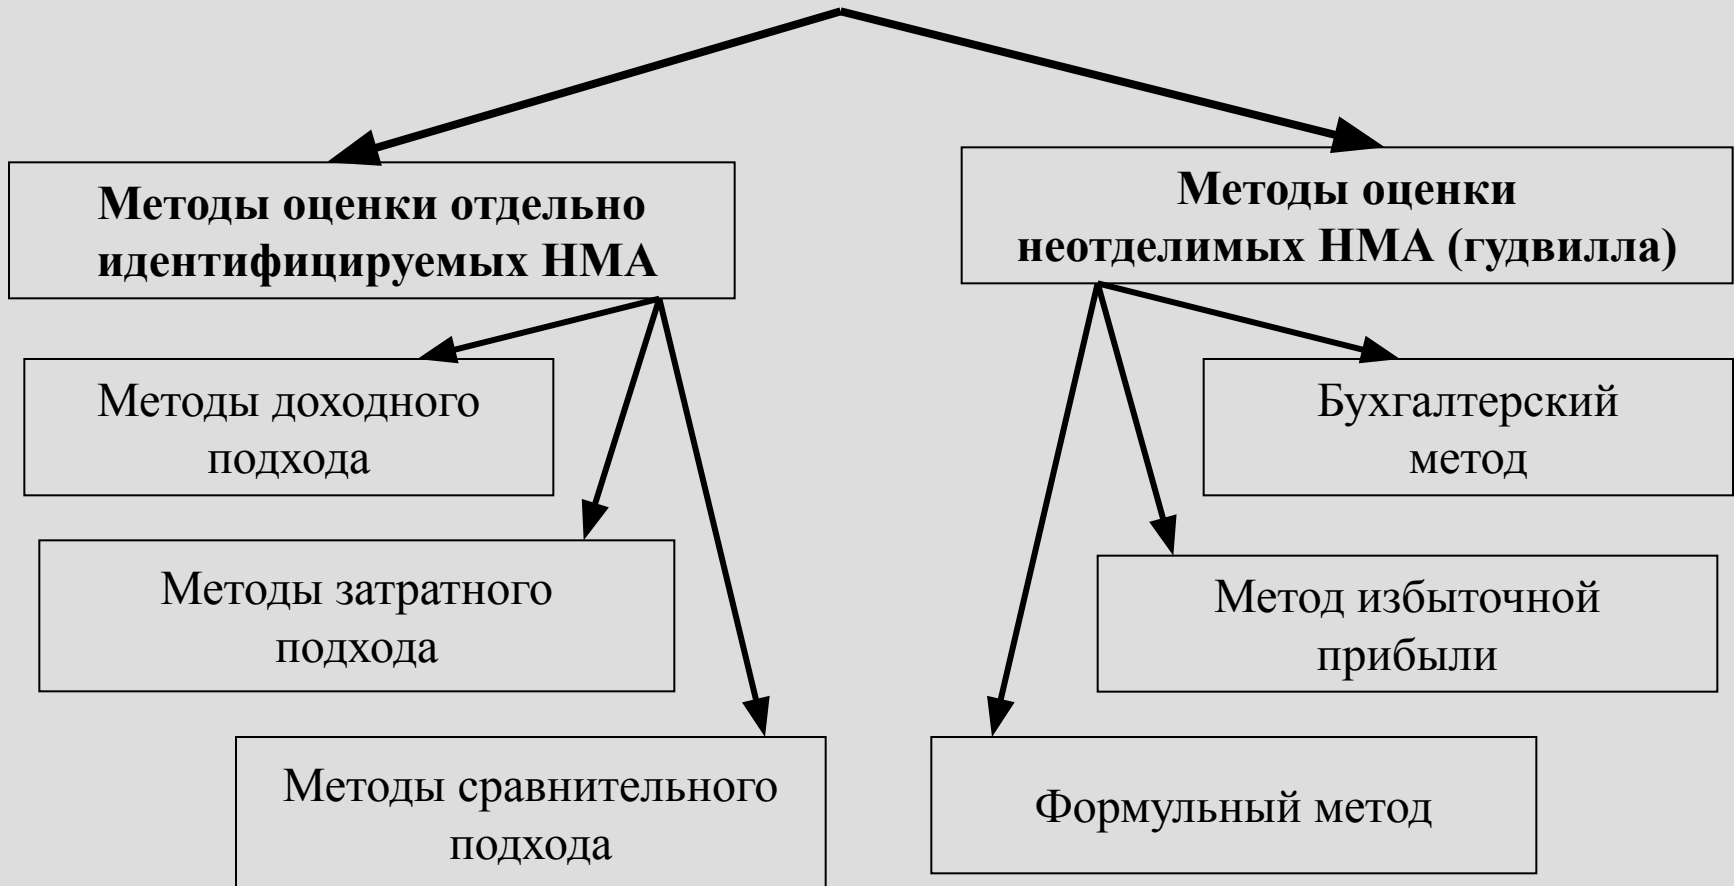 Методы оценки отдельно
идентифицируемых НМА
Методы оценки
неотделимых НМА (гудвилла)
Методы доходного
подхода
Бухгалтерский
метод
Методы затратного
подхода
Метод избыточной
прибыли
Методы сравнительного
подхода
Формульный метод